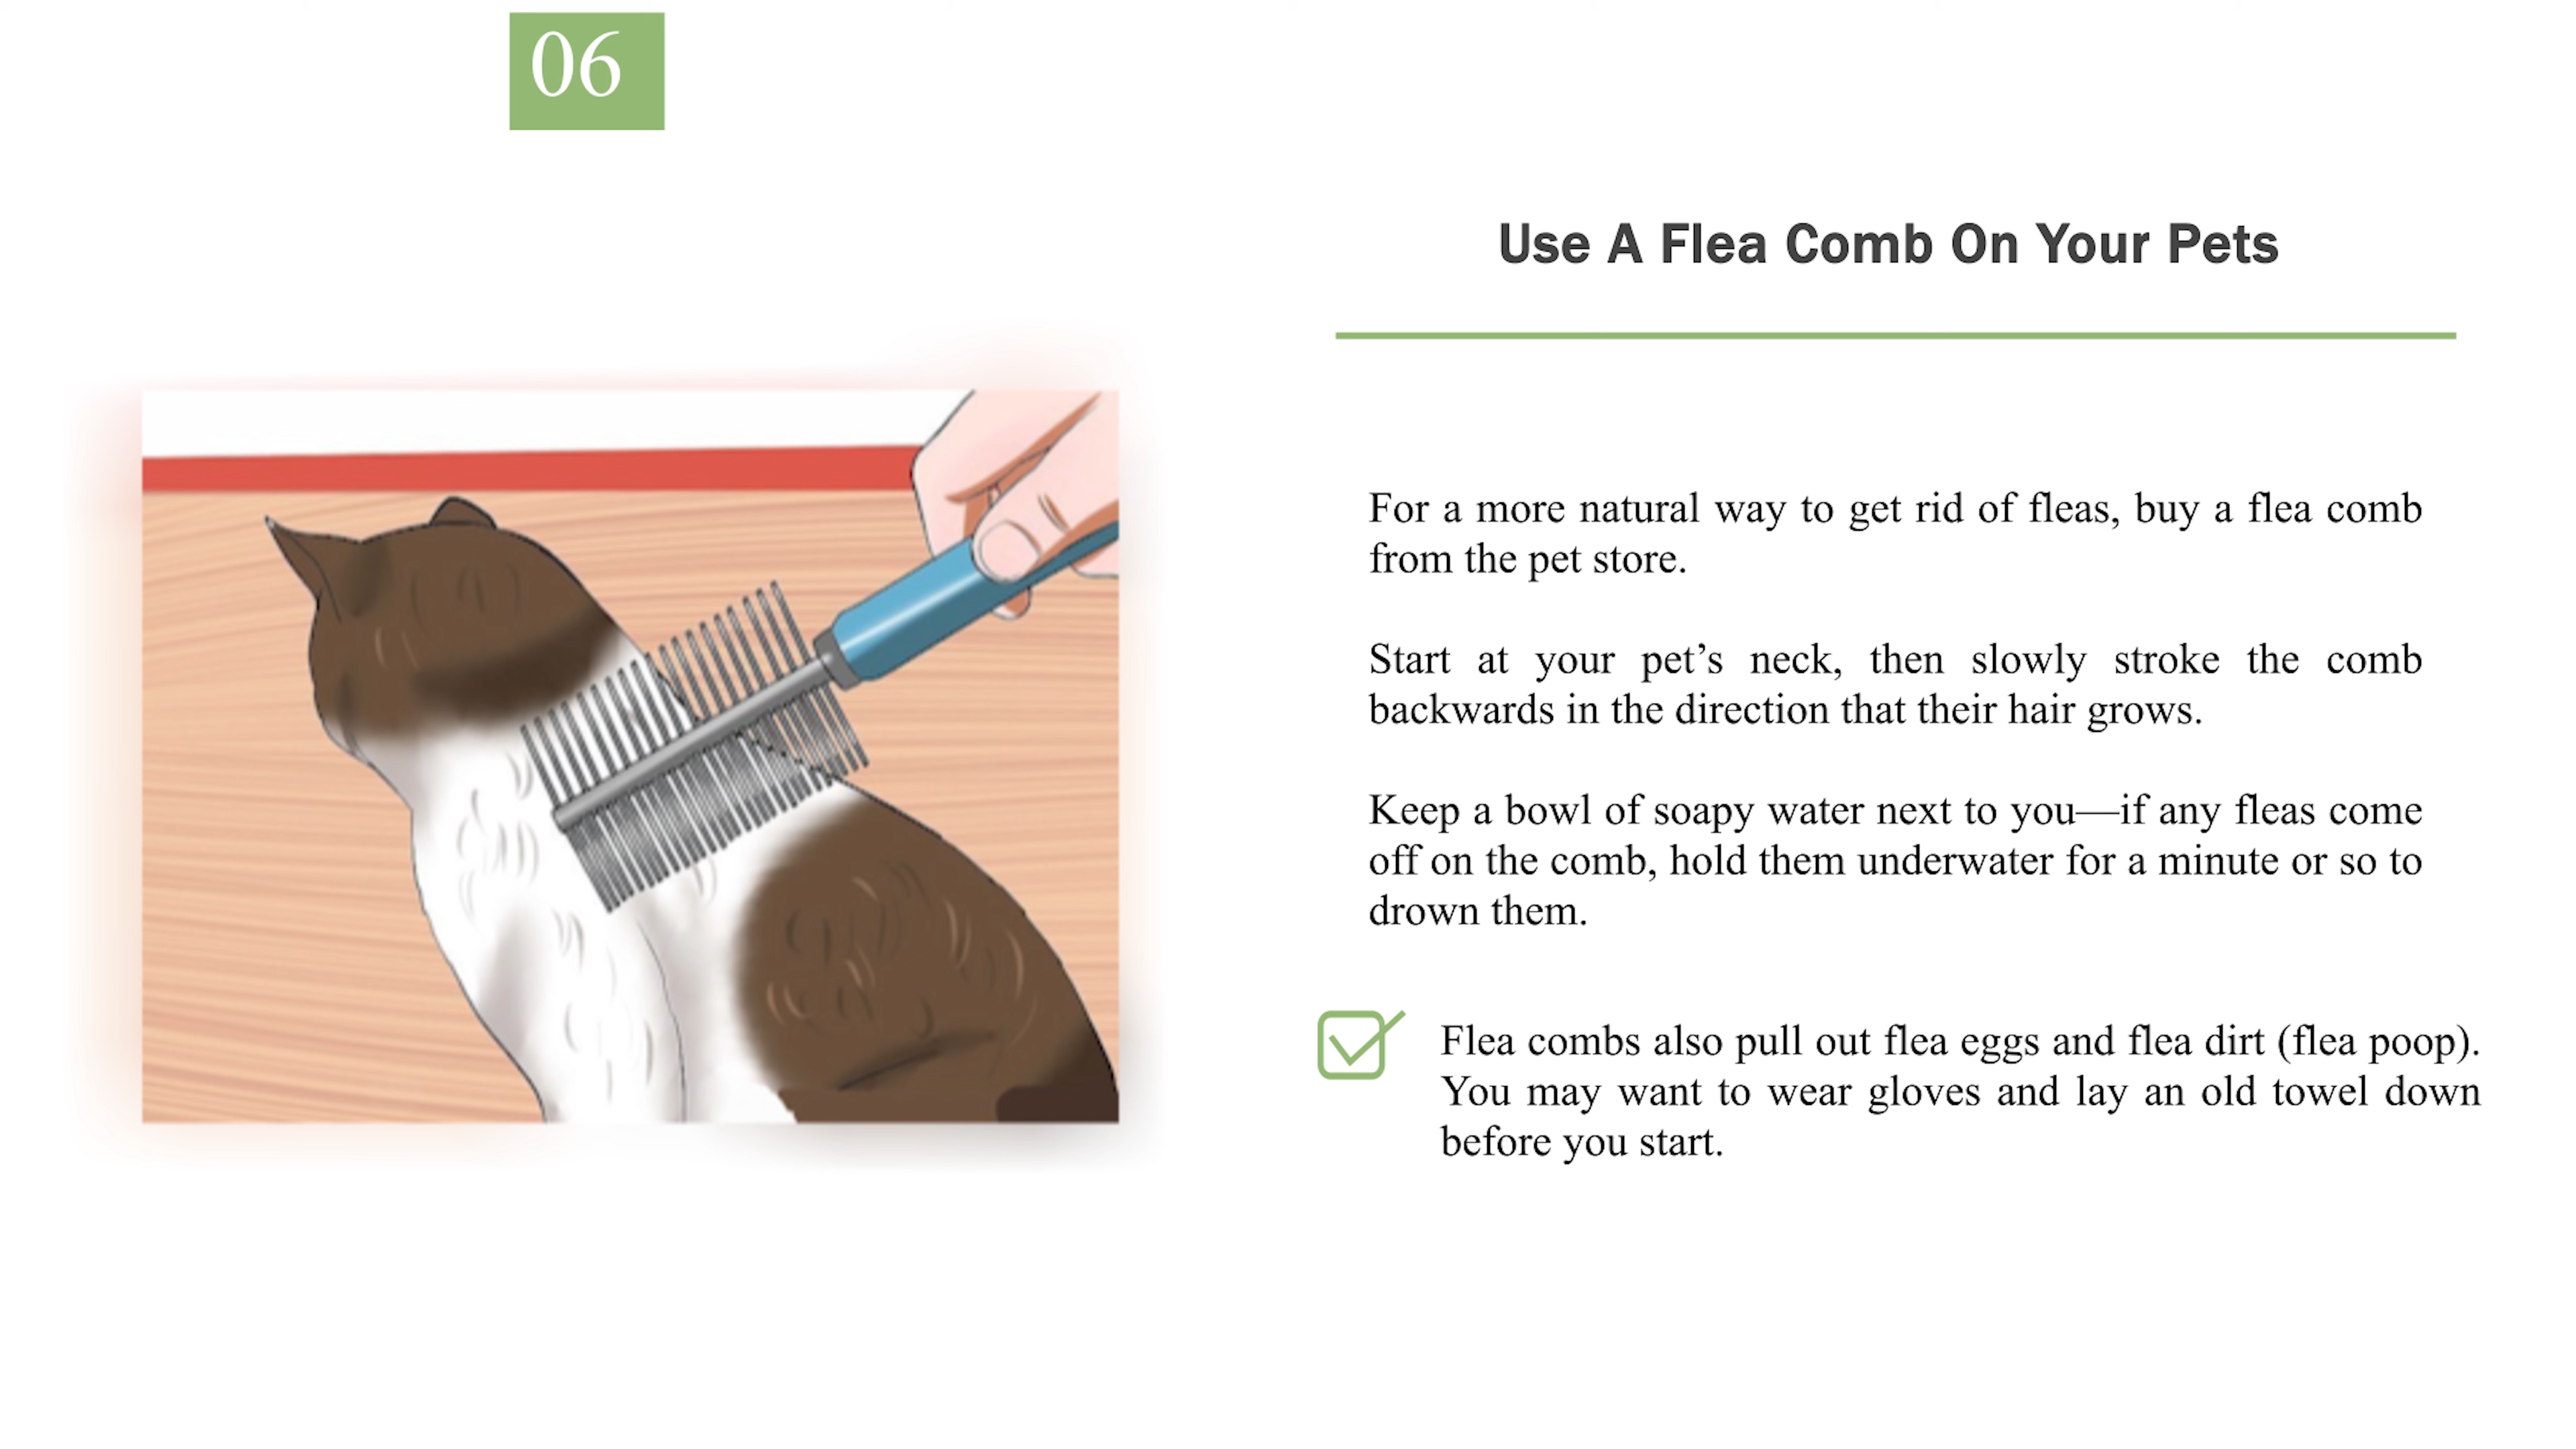 06
Use A Flea Comb On Your Pets
For a more natural way to get rid of fleas, buy a flea comb
from the pet store.
Start at your pet’s neck, then slowly stroke the comb
backwards in the direction that their hair grows.
Keep a bowl of soapy water next to you—if any fleas come
off on the comb, hold them underwater for a minute or so to
drown them.
Flea combs also pull out flea eggs and flea dirt (flea poop).
You may want to wear gloves and lay an old towel down
before you start.